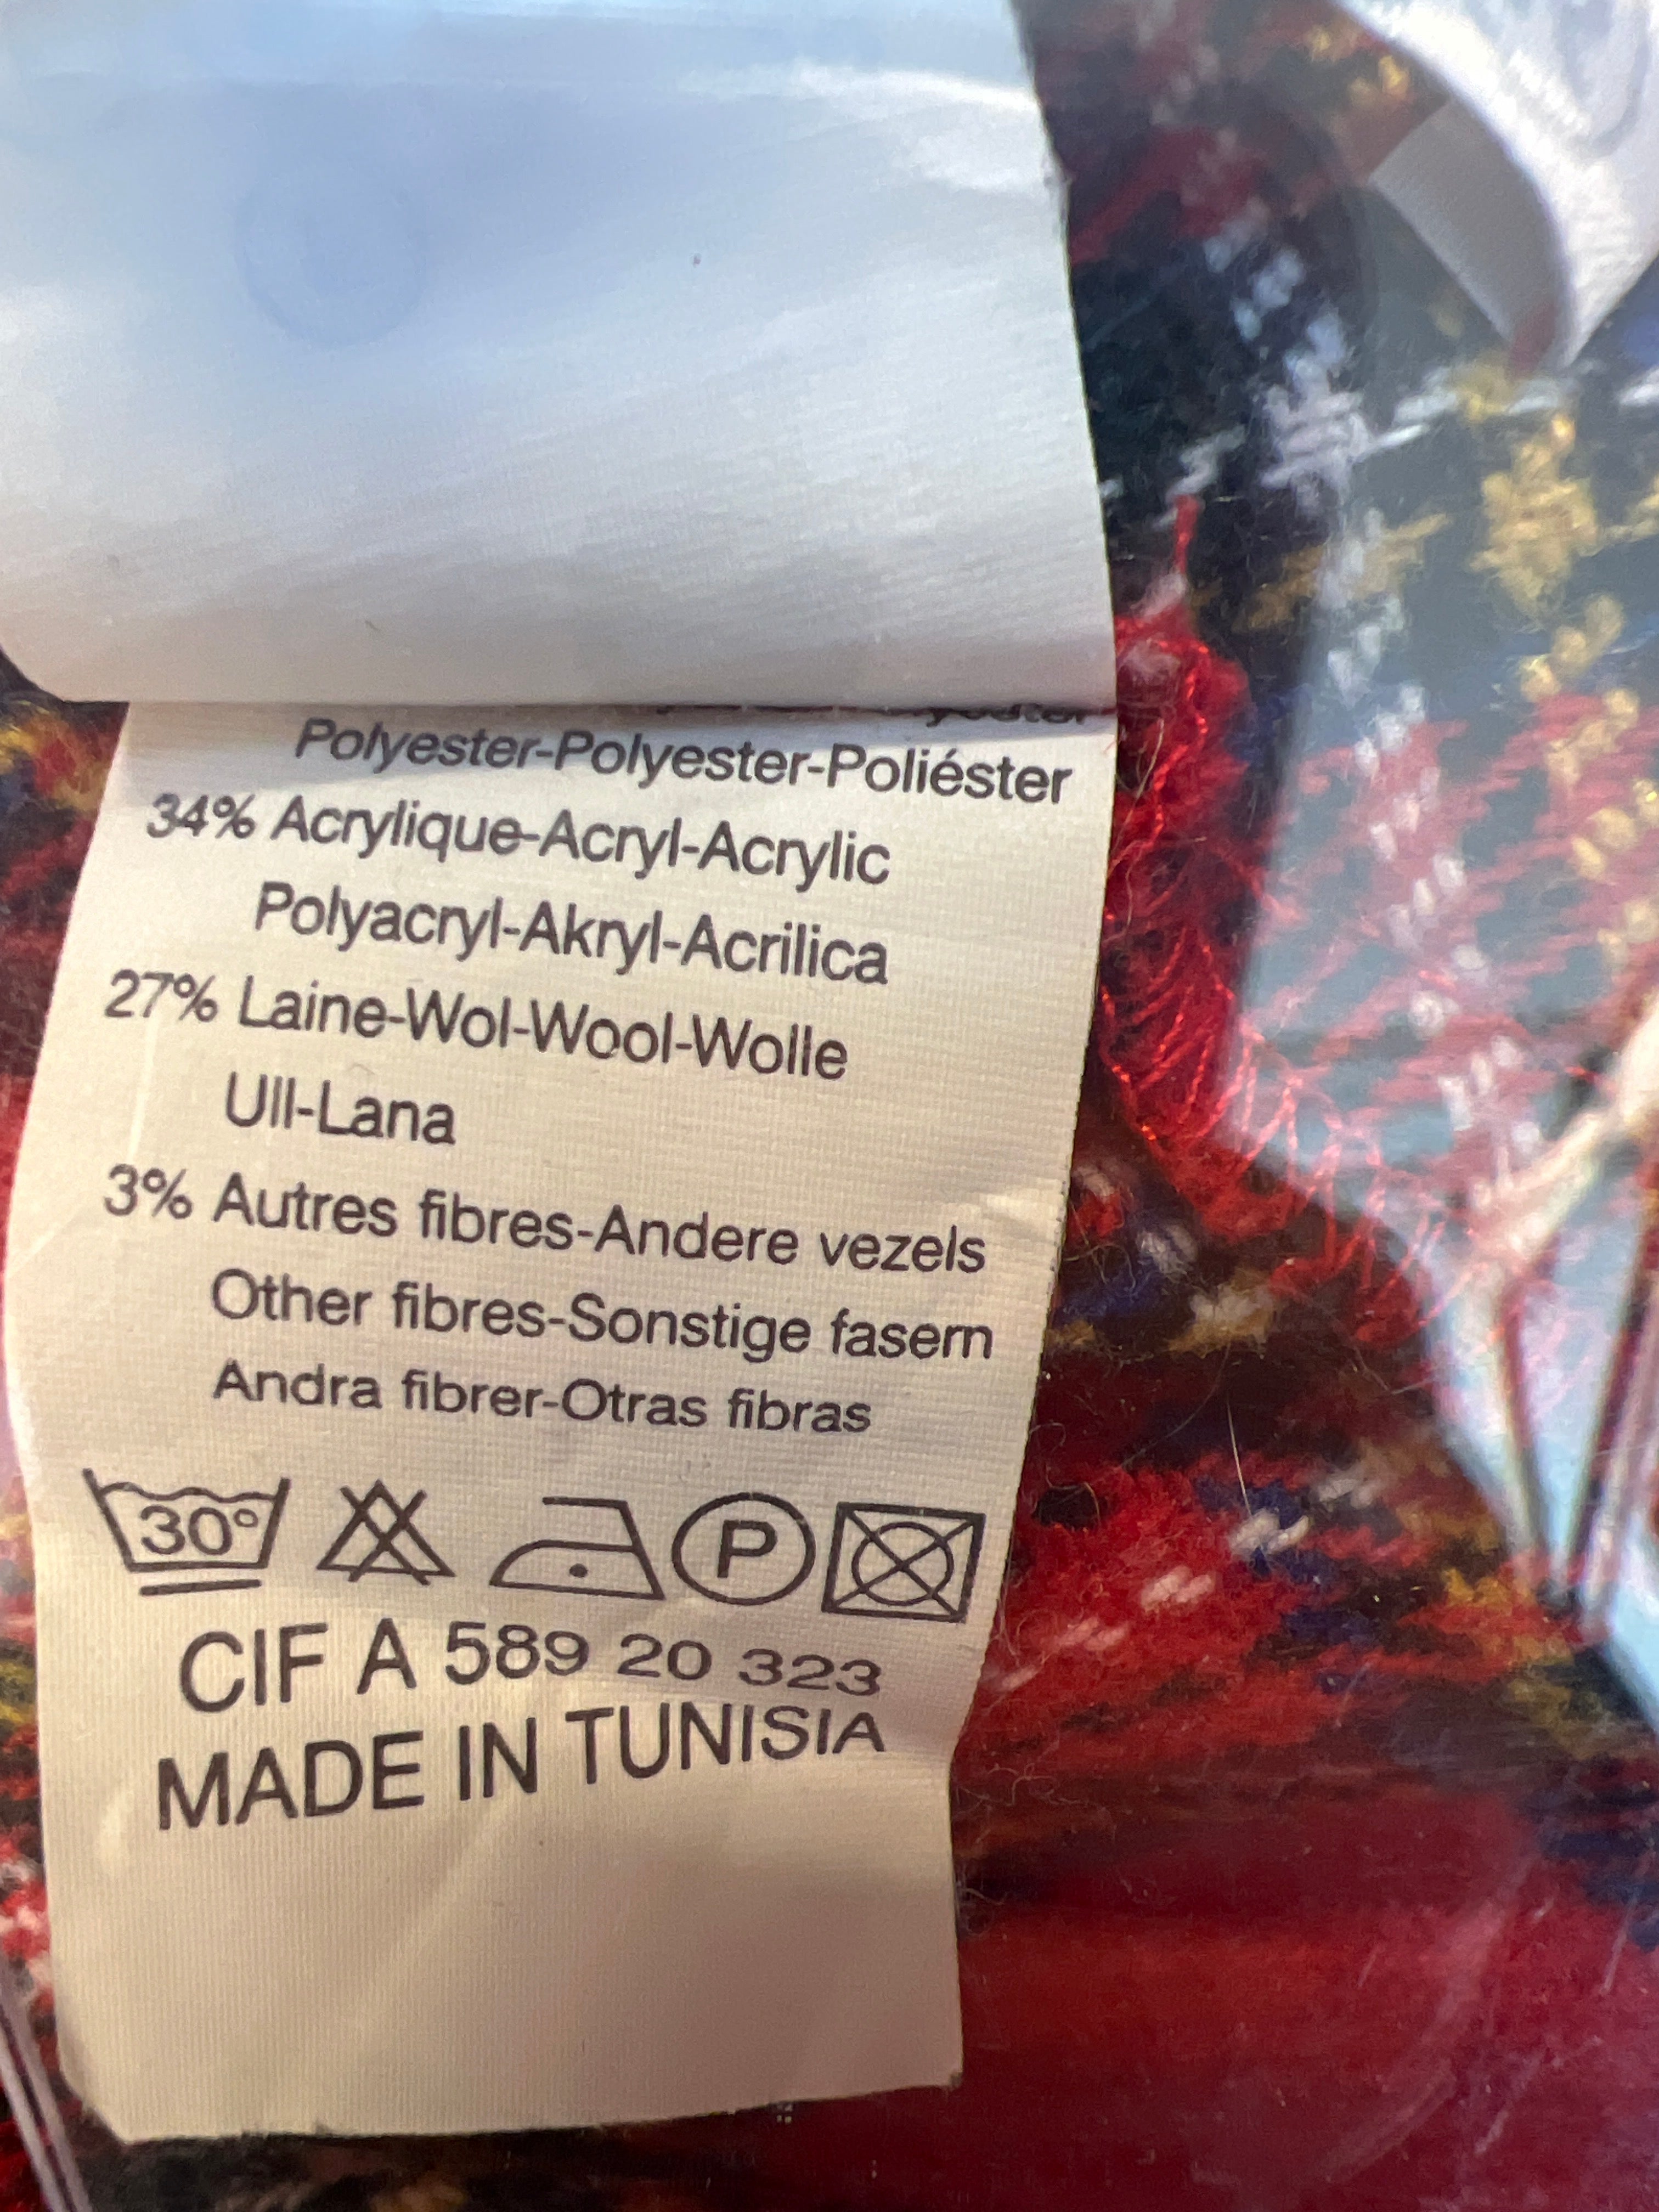 Polyester-Polyester-Poliéster
34% Acrylique-Acryl-Acrylic
Polyacryl-Akryl-Acrilica
27% Laine-Wol-Wool-Wolle
Ull-Lana
3% Autres fibres-Andere vezels
Other fibres-Sonstige fasern
Andra fibrer-Otras fibras
30° P
CIF A 589 20 323
MADE IN TUNISIA